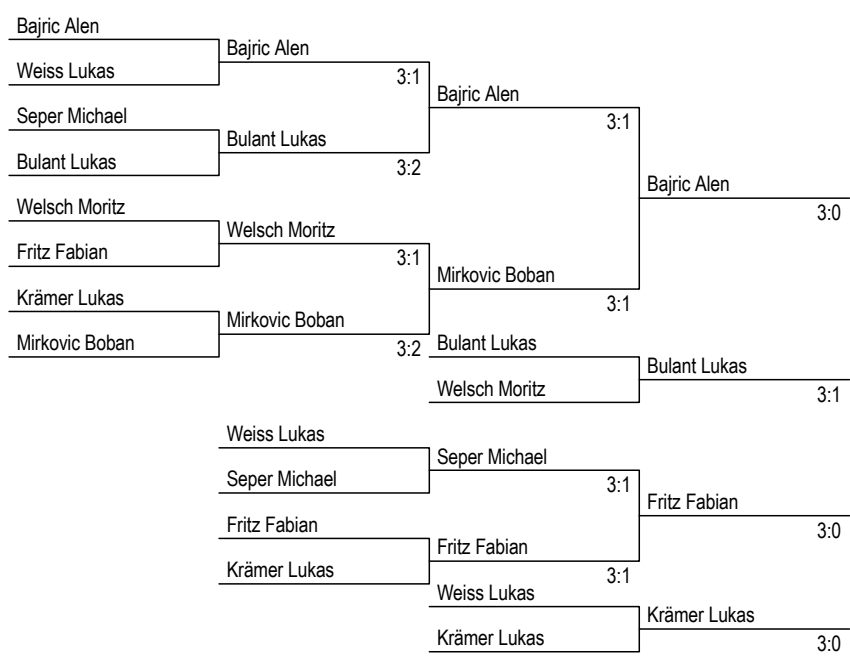 Bajric Alen
Bajric Alen
Weiss Lukas
3:1
Bajric Alen
Seper Michael
3:1
Bulant Lukas
Bulant Lukas
3:2
Bajric Alen
Welsch Moritz
3:0
Welsch Moritz
Fritz Fabian
3:1
Mirkovic Boban
Krämer Lukas
3:1
Mirkovic Boban
Mirkovic Boban
3:2
Bulant Lukas
Bulant Lukas
Welsch Moritz
3:1
Weiss Lukas
Seper Michael
Seper Michael
3:1
Fritz Fabian
Fritz Fabian
3:0
Fritz Fabian
Krämer Lukas
3:1
Weiss Lukas
Krämer Lukas
Krämer Lukas
3:0